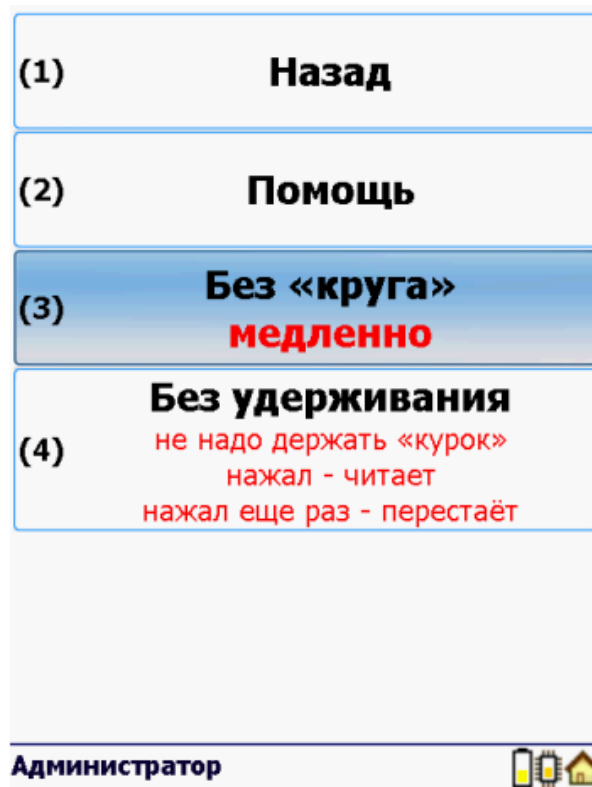 (1) Назад
(2) Помощь
(3) Без «круга»
медленно
(4) Без удерживания
не надо держать «курок»
нажал - читает
нажал еще раз - перестаёт
Администратор